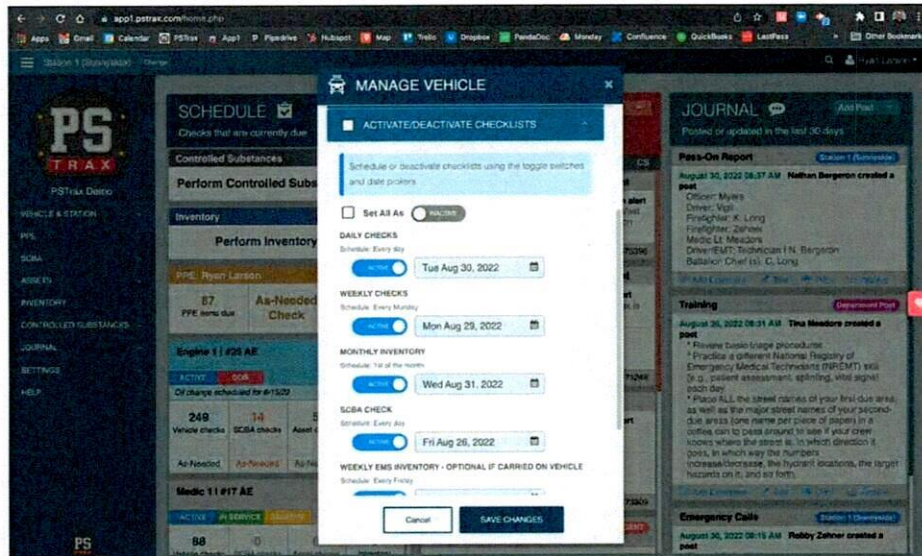 app1.pstrax.com/home.php
Apps Gmail Calendar PSTrax App1 Pipedrive Hubspot Map Trello Dropbox PandaDoc Monday Confluence QuickBooks LastPass Other Bookmarks
Station 1 (Sunnyside) Change
Ryan Larson
PS
TRAX
PSTrax Demo
VEHICLE & STATION
PPE
SCBA
ASSETS
INVENTORY
CONTROLLED SUBSTANCES
JOURNAL
SETTINGS
HELP
PS
SCHEDULE
Checks that are currently due
Controlled Substances
Perform Controlled Subs
Inventory
Perform Inventory
PPE: Ryan Larson
87
PPE items due
As-Needed
Check
Engine 1 | #25 AE
ACTIVE
Oil change scheduled for 6/15/22
249
Vehicle checks
14
SCBA checks
As-Needed As-Needed
Medic 1 | #17 AE
ACTIVE IN SERVICE
88
MANAGE VEHICLE
ACTIVATE/DEACTIVATE CHECKLISTS
Schedule or deactivate checklists using the toggle switches
and date pickers
Set All As INACTIVE
DAILY CHECKS
Schedule: Every day
ACTIVE Tue Aug 30, 2022
WEEKLY CHECKS
Schedule: Every Monday
ACTIVE Mon Aug 29, 2022
MONTHLY INVENTORY
Schedule: 1st of the month
ACTIVE Wed Aug 31, 2022
SCBA CHECK
Schedule: Every day
ACTIVE Fri Aug 26, 2022
WEEKLY EMS INVENTORY - OPTIONAL IF CARRIED ON VEHICLE
Schedule: Every Friday
Cancel SAVE CHANGES
CS
JOURNAL
Add Post
Posted or updated in the last 30 days
Pass-On Report
Station 1 (Sunnyside)
August 30, 2022 08:37 AM Nathan Bergeron created a
post
Officer: Myers
Driver: Vigil
Firefighter: K. Long
Firefighter: Zehner
Medic Lt: Meadors
Driver/EMT: Technician I N. Bergeron
Battalion Chief (s): C. Long
Training
Department Post
August 26, 2022 08:31 AM Tina Meadors created a
post
* Review basic triage procedures
* Practice a different National Registry of
Emergency Medical Technicians (NREMT) skill
(e.g., patient assessment, splinting, vital signs)
each day
* Place ALL the street names of your first-due area,
as well as the major street names of your second-
due areas (one name per piece of paper) in a
coffee can to pass around to see if your crew
knows where the street is, in which direction it
goes, in which way the numbers
increase/decrease, the hydrant locations, the target
hazards on it, and so forth.
Emergency Calls
Station 1 (Sunnyside)
August 30, 2022 08:15 AM Robby Zehner created a
post